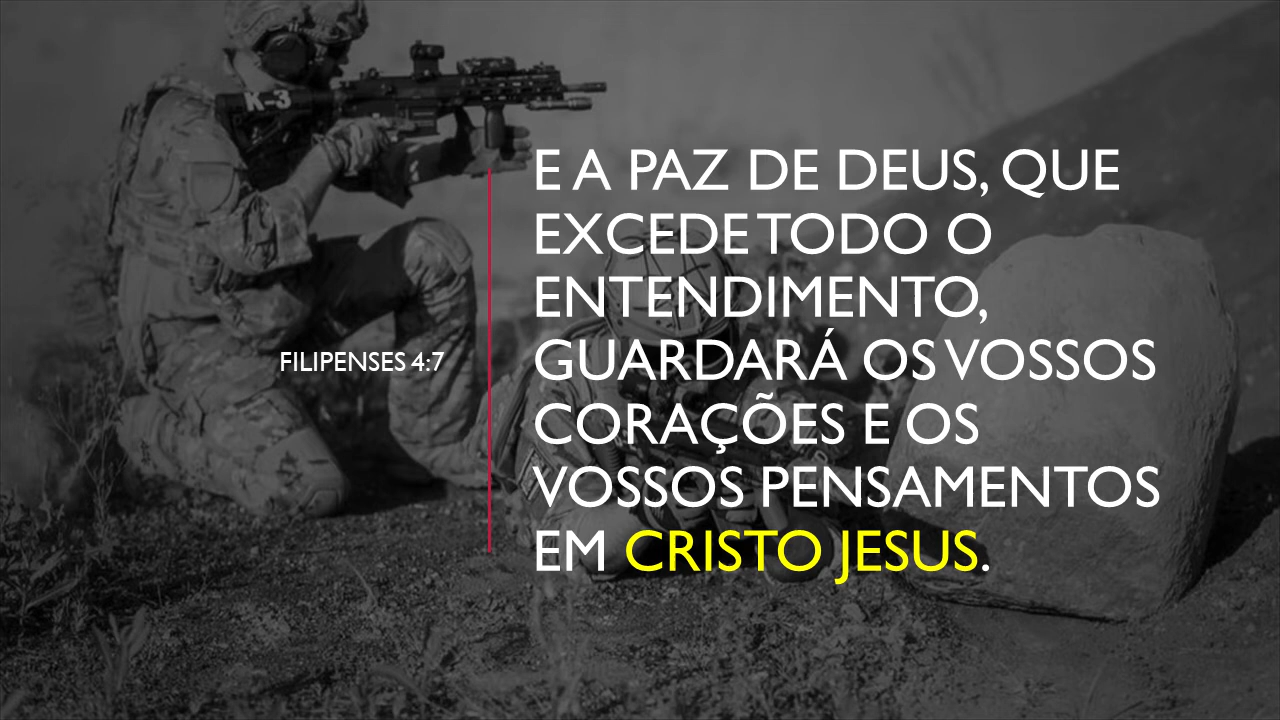 K-3
E A PAZ DE DEUS, QUE
EXCEDE TODO O
ENTENDIMENTO,
GUARDARÁ OS VOSSOS
CORAÇÕES E OS
VOSSOS PENSAMENTOS
EM CRISTO JESUS.
FILIPENSES 4:7